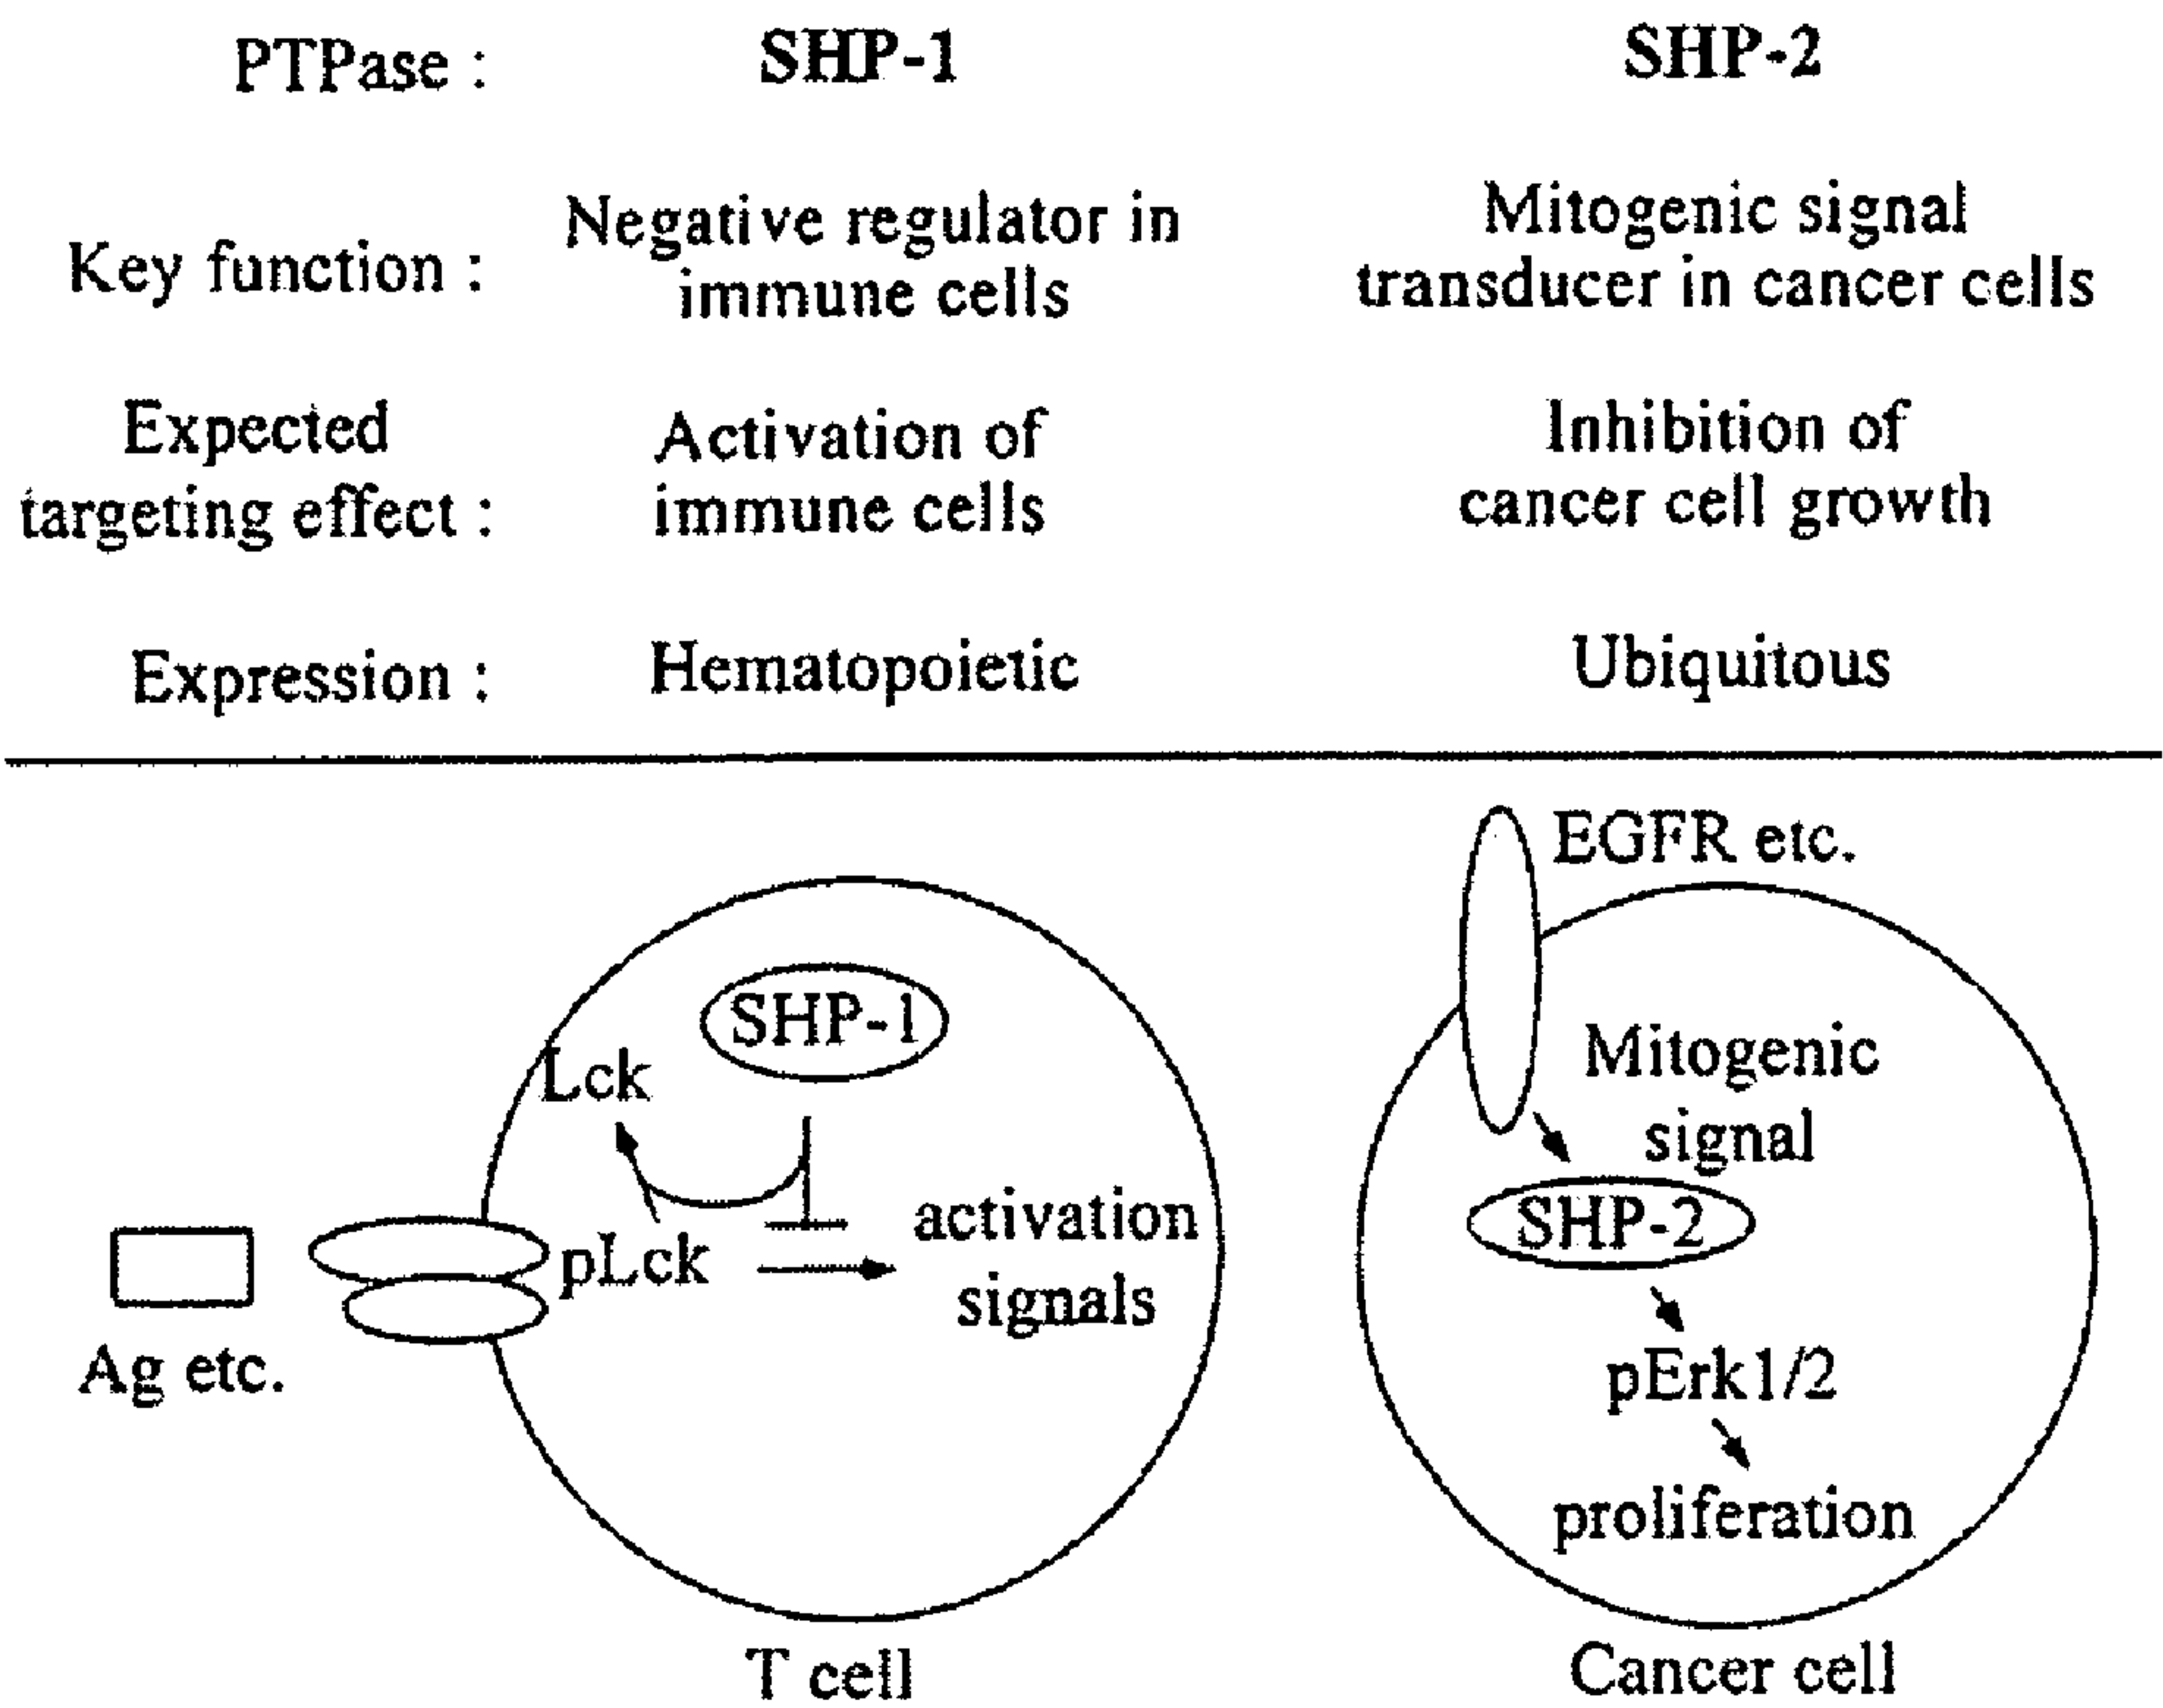 PTPase : SHP-1 SHP-2
Key function : Negative regulator in immune cells Mitogenic signal transducer in cancer cells
Expected targeting effect : Activation of immune cells Inhibition of cancer cell growth
Expression : Hematopoietic Ubiquitous
EGFR etc.
SHP-1
Lck
pLck
activation
signals
Ag etc.
T cell
Mitogenic
signal
SHP-2
pErk1/2
proliferation
Cancer cell